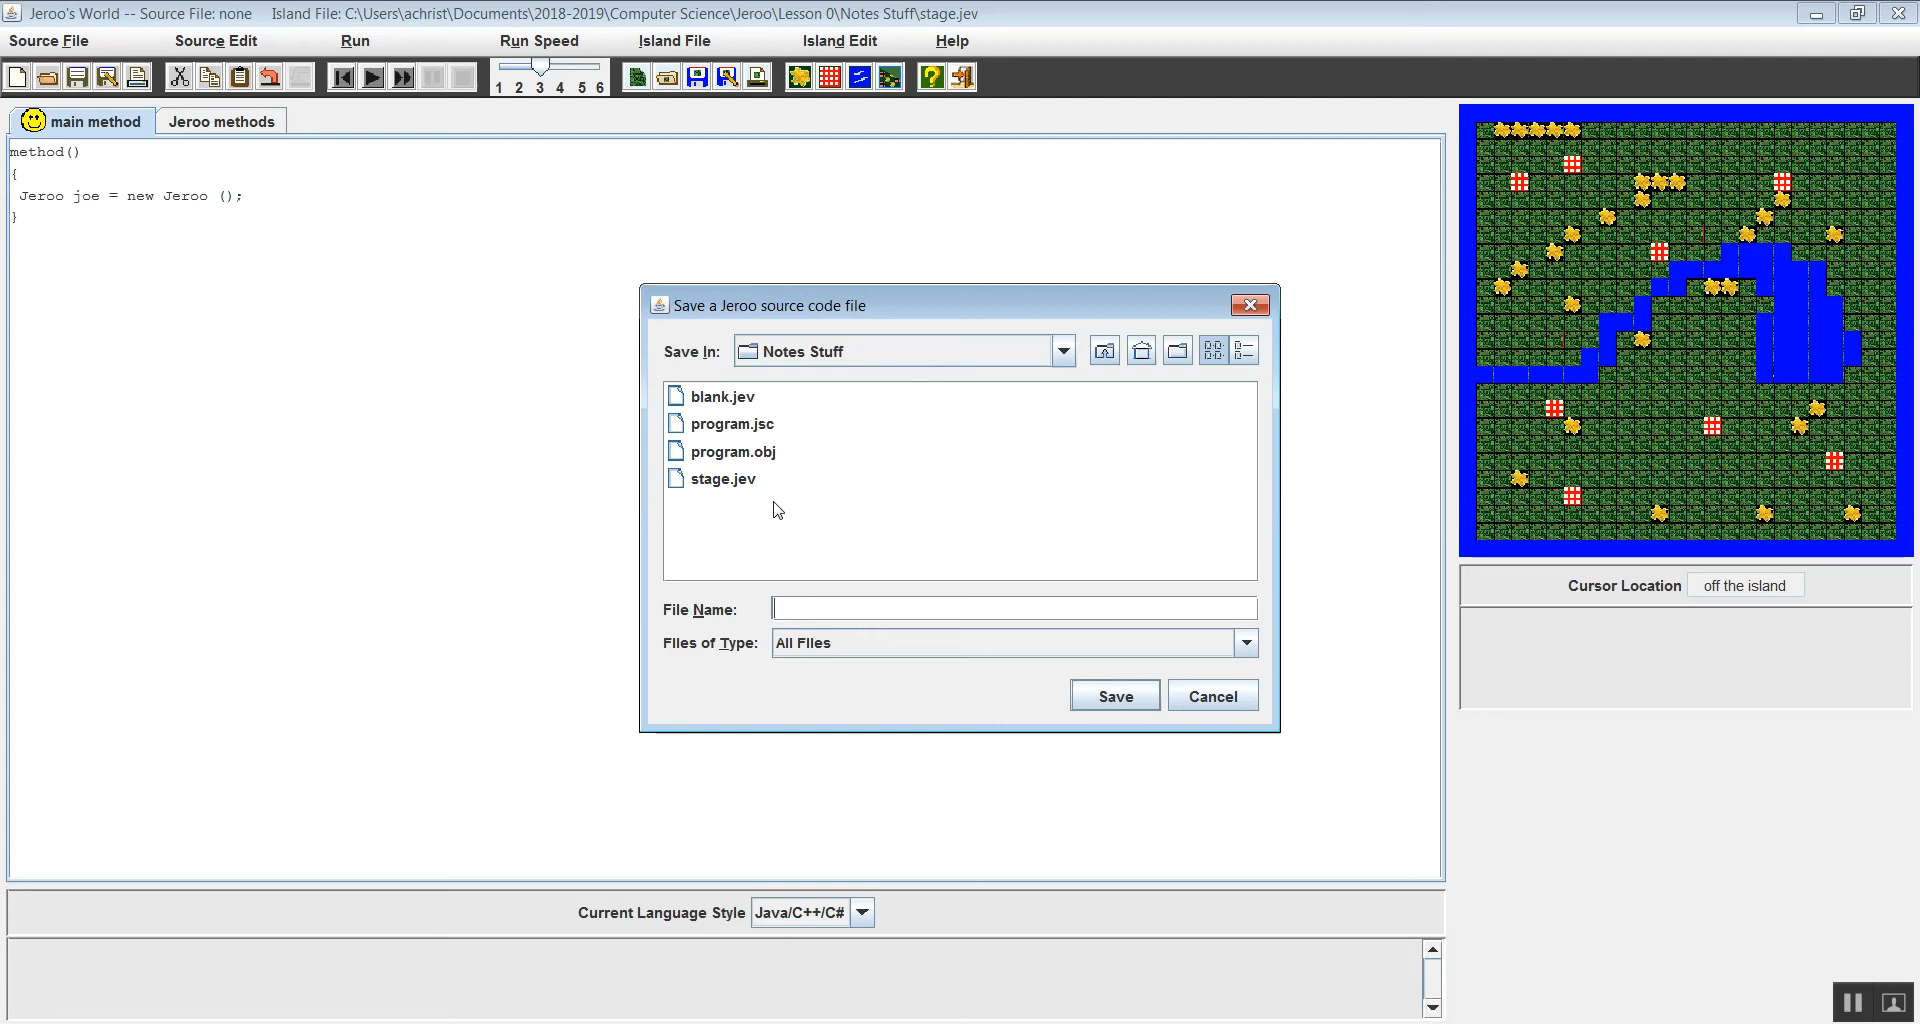 Jeroo's World -- Source File: none Island File: C:\Users\achrist\Documents\2018-2019\Computer Science\Jeroo\Lesson 0\Notes Stuff\stage.jev
Source File Source Edit Run Run Speed Island File Island Edit Help
1 2 3 4 5 6
main method Jeroo methods
method()
{
Jeroo joe = new Jeroo ();
}
Save a Jeroo source code file
Save In: Notes Stuff
blank.jev
program.jsc
program.obj
stage.jev
File Name:
Files of Type: All Files
Save Cancel
Cursor Location off the island
Current Language Style Java/C++/C#